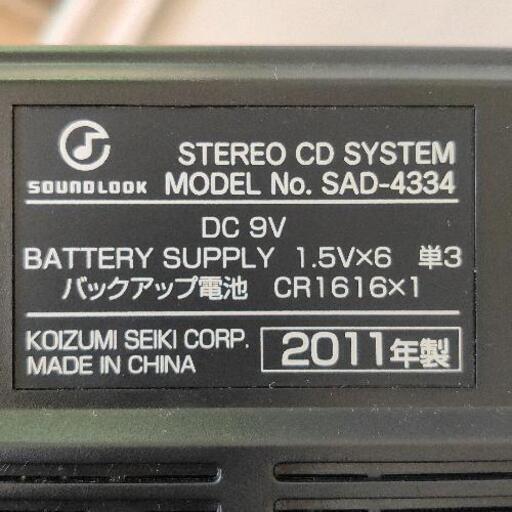 SOUNDLOOK
STEREO CD SYSTEM
MODEL No. SAD-4334
DC 9V
BATTERY SUPPLY 1.5V×6 単3
バックアップ電池 CR1616×1
KOIZUMI SEIKI CORP.
MADE IN CHINA
2011年製